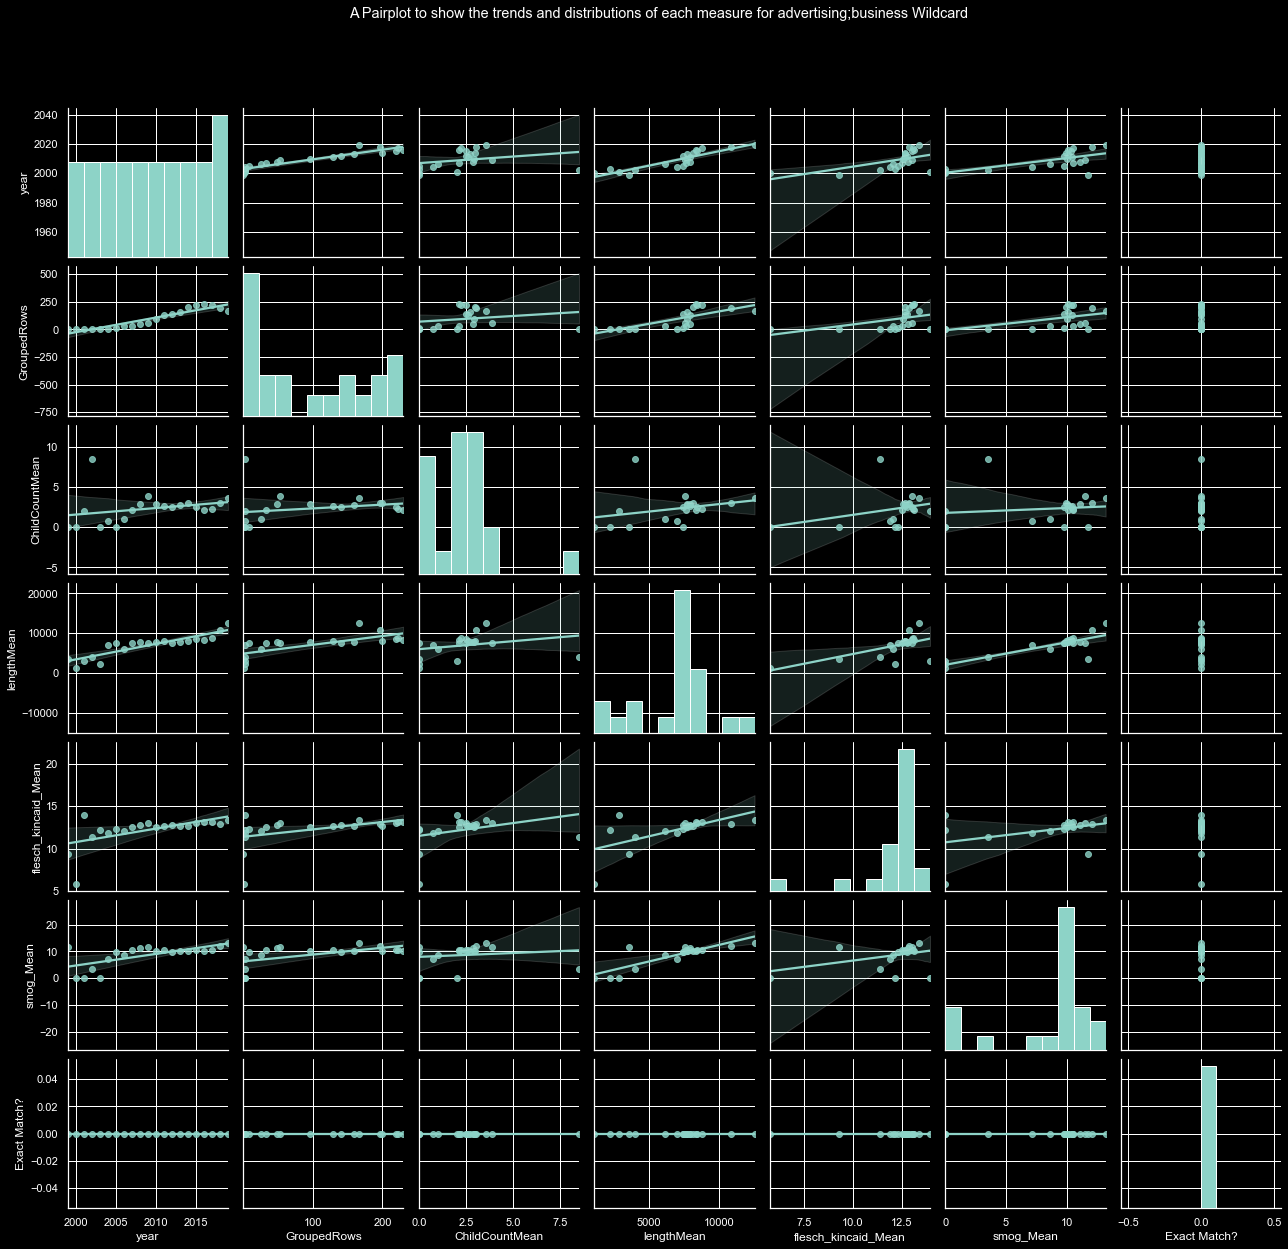 A Pairplot to show the trends and distributions of each measure for advertising;business Wildcard
2040
2020
2000
1980
1960
year
500
250
0
−250
−500
−750
GroupedRows
10
5
0
−5
ChildCountMean
20000
10000
0
−10000
lengthMean
20
15
10
5
flesch_kincaid_Mean
20
10
0
−10
−20
smog_Mean
0.04
0.02
0.00
−0.02
−0.04
Exact Match?
2000 2005 2010 2015
100 200
0.0 2.5 5.0 7.5
5000 10000
7.5 10.0 12.5
0 5 10
−0.5 0.0 0.5
year GroupedRows ChildCountMean lengthMean flesch_kincaid_Mean smog_Mean Exact Match?